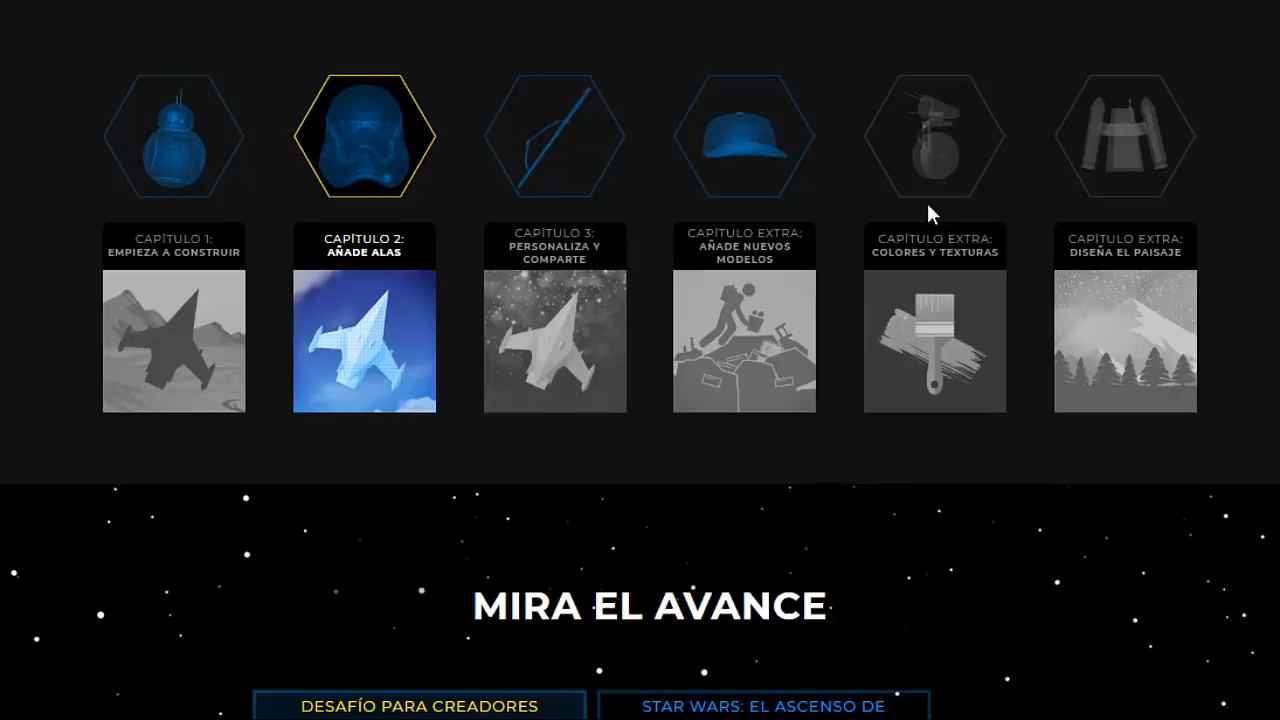 CAPÍTULO 1:
EMPIEZA A CONSTRUIR
CAPÍTULO 2:
AÑADE ALAS
CAPÍTULO 3:
PERSONALIZA Y
COMPARTE
CAPÍTULO EXTRA:
AÑADE NUEVOS
MODELOS
CAPÍTULO EXTRA:
COLORES Y TEXTURAS
CAPÍTULO EXTRA:
DISEÑA EL PAISAJE
MIRA EL AVANCE
DESAFÍO PARA CREADORES
STAR WARS: EL ASCENSO DE